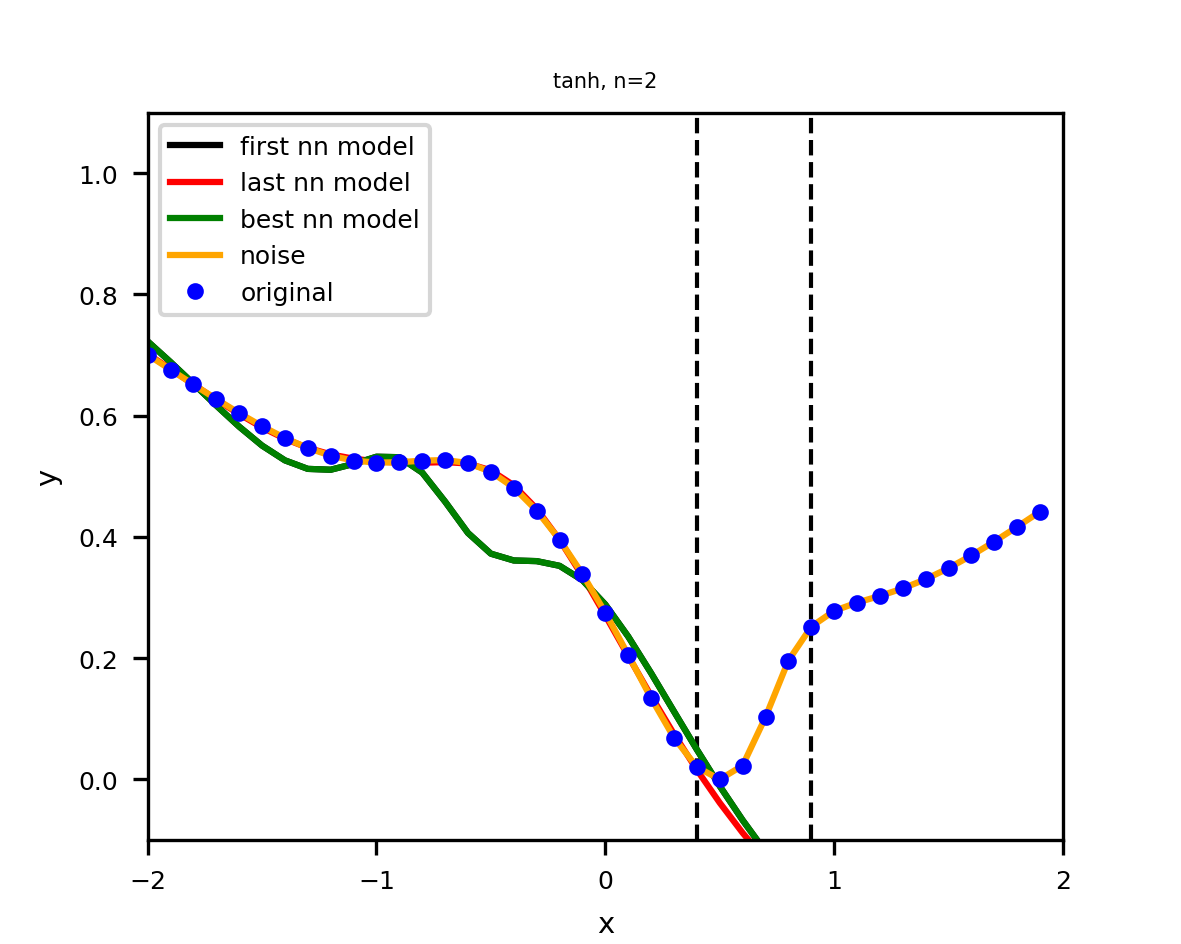 tanh, n=2
first nn model
last nn model
best nn model
noise
original
1.0
0.8
0.6
0.4
0.2
0.0
y
−2
−1
0
1
2
x